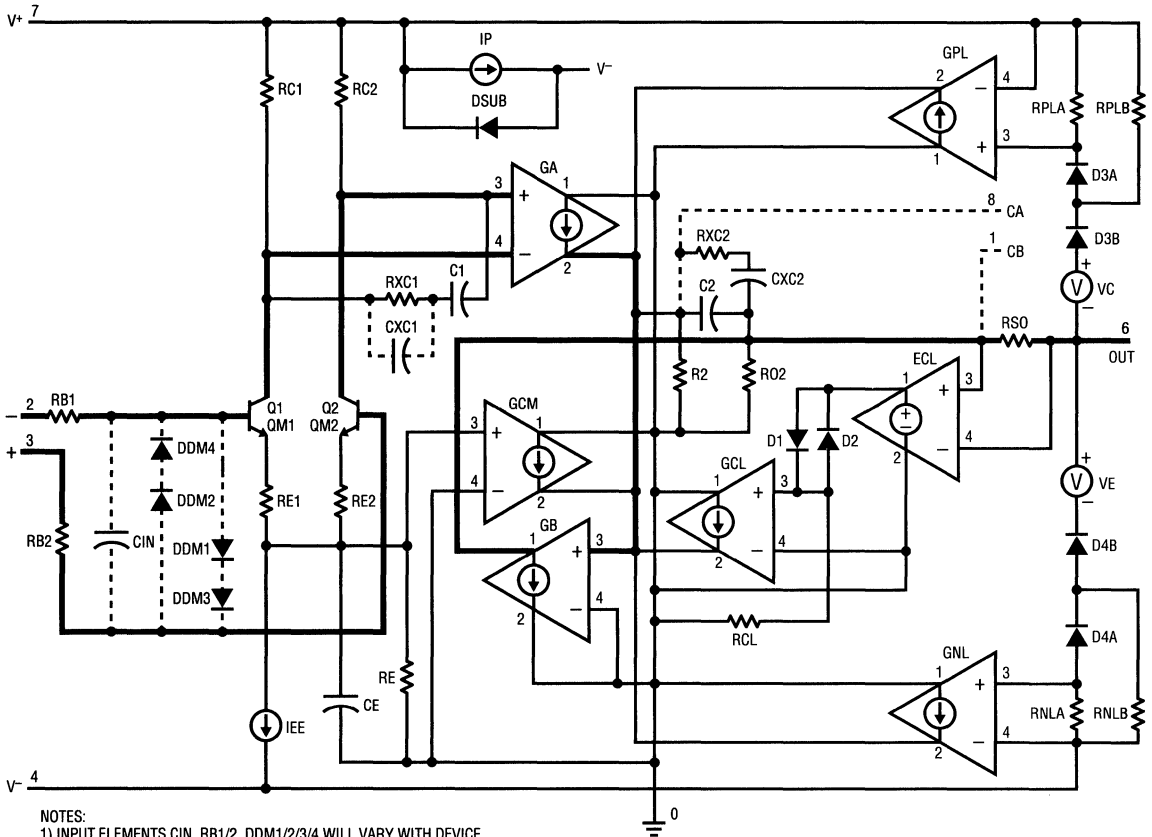 V+ 7
IP
V−
DSUB
RC1
RC2
GPL
2
4
−
3
+
1
RPLA
RPLB
D3A
D3B
+
VC
−
GA
3
+
1
4
−
2
8
CA
1
CB
RXC2
CXC2
C2
RXC1
C1
CXC1
RSO
6
OUT
ECL
1
+
3
+
−
2
−
4
R2
RO2
− 2
RB1
+ 3
Q1
QM1
Q2
QM2
DDM4
DDM2
DDM1
DDM3
CIN
RB2
RE1
RE2
GCM
3
+
1
4
−
2
D1
D2
GCL
1
+
3
−
4
2
GB
1
+
3
2
−
4
RCL
+
VE
−
D4B
D4A
GNL
1
+
3
2
−
4
RNLA
RNLB
RE
CE
IEE
V− 4
0
NOTES:
1) INPUT ELEMENTS CIN, RB1/2, DDM1/2/3/4 WILL VARY WITH DEVICE